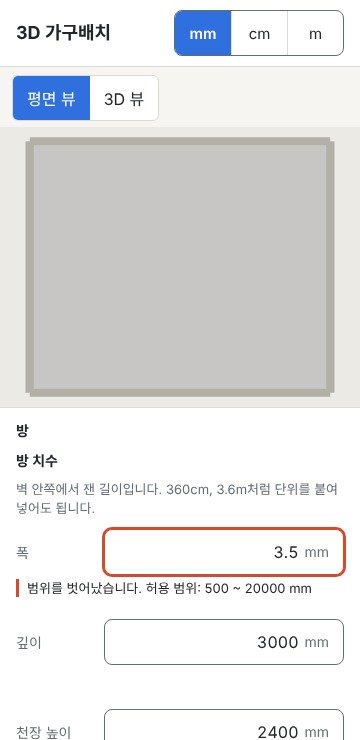 3D 가구배치
mm cm m
평면 뷰 3D 뷰
방
방 치수
벽 안쪽에서 잰 길이입니다. 360cm, 3.6m처럼 단위를 붙여
넣어도 됩니다.
폭 3.5 mm
범위를 벗어났습니다. 허용 범위: 500 ~ 20000 mm
깊이 3000 mm
천장 높이 2400 mm